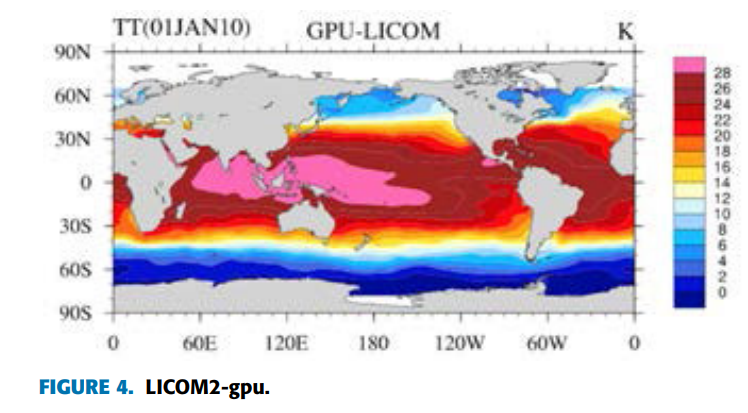 TT(01JAN10) GPU-LICOM K
90N
60N
30N
0
30S
60S
90S
0 60E 120E 180 120W 60W 0
28
26
24
22
20
18
16
14
12
10
8
6
4
2
0
FIGURE 4. LICOM2-gpu.